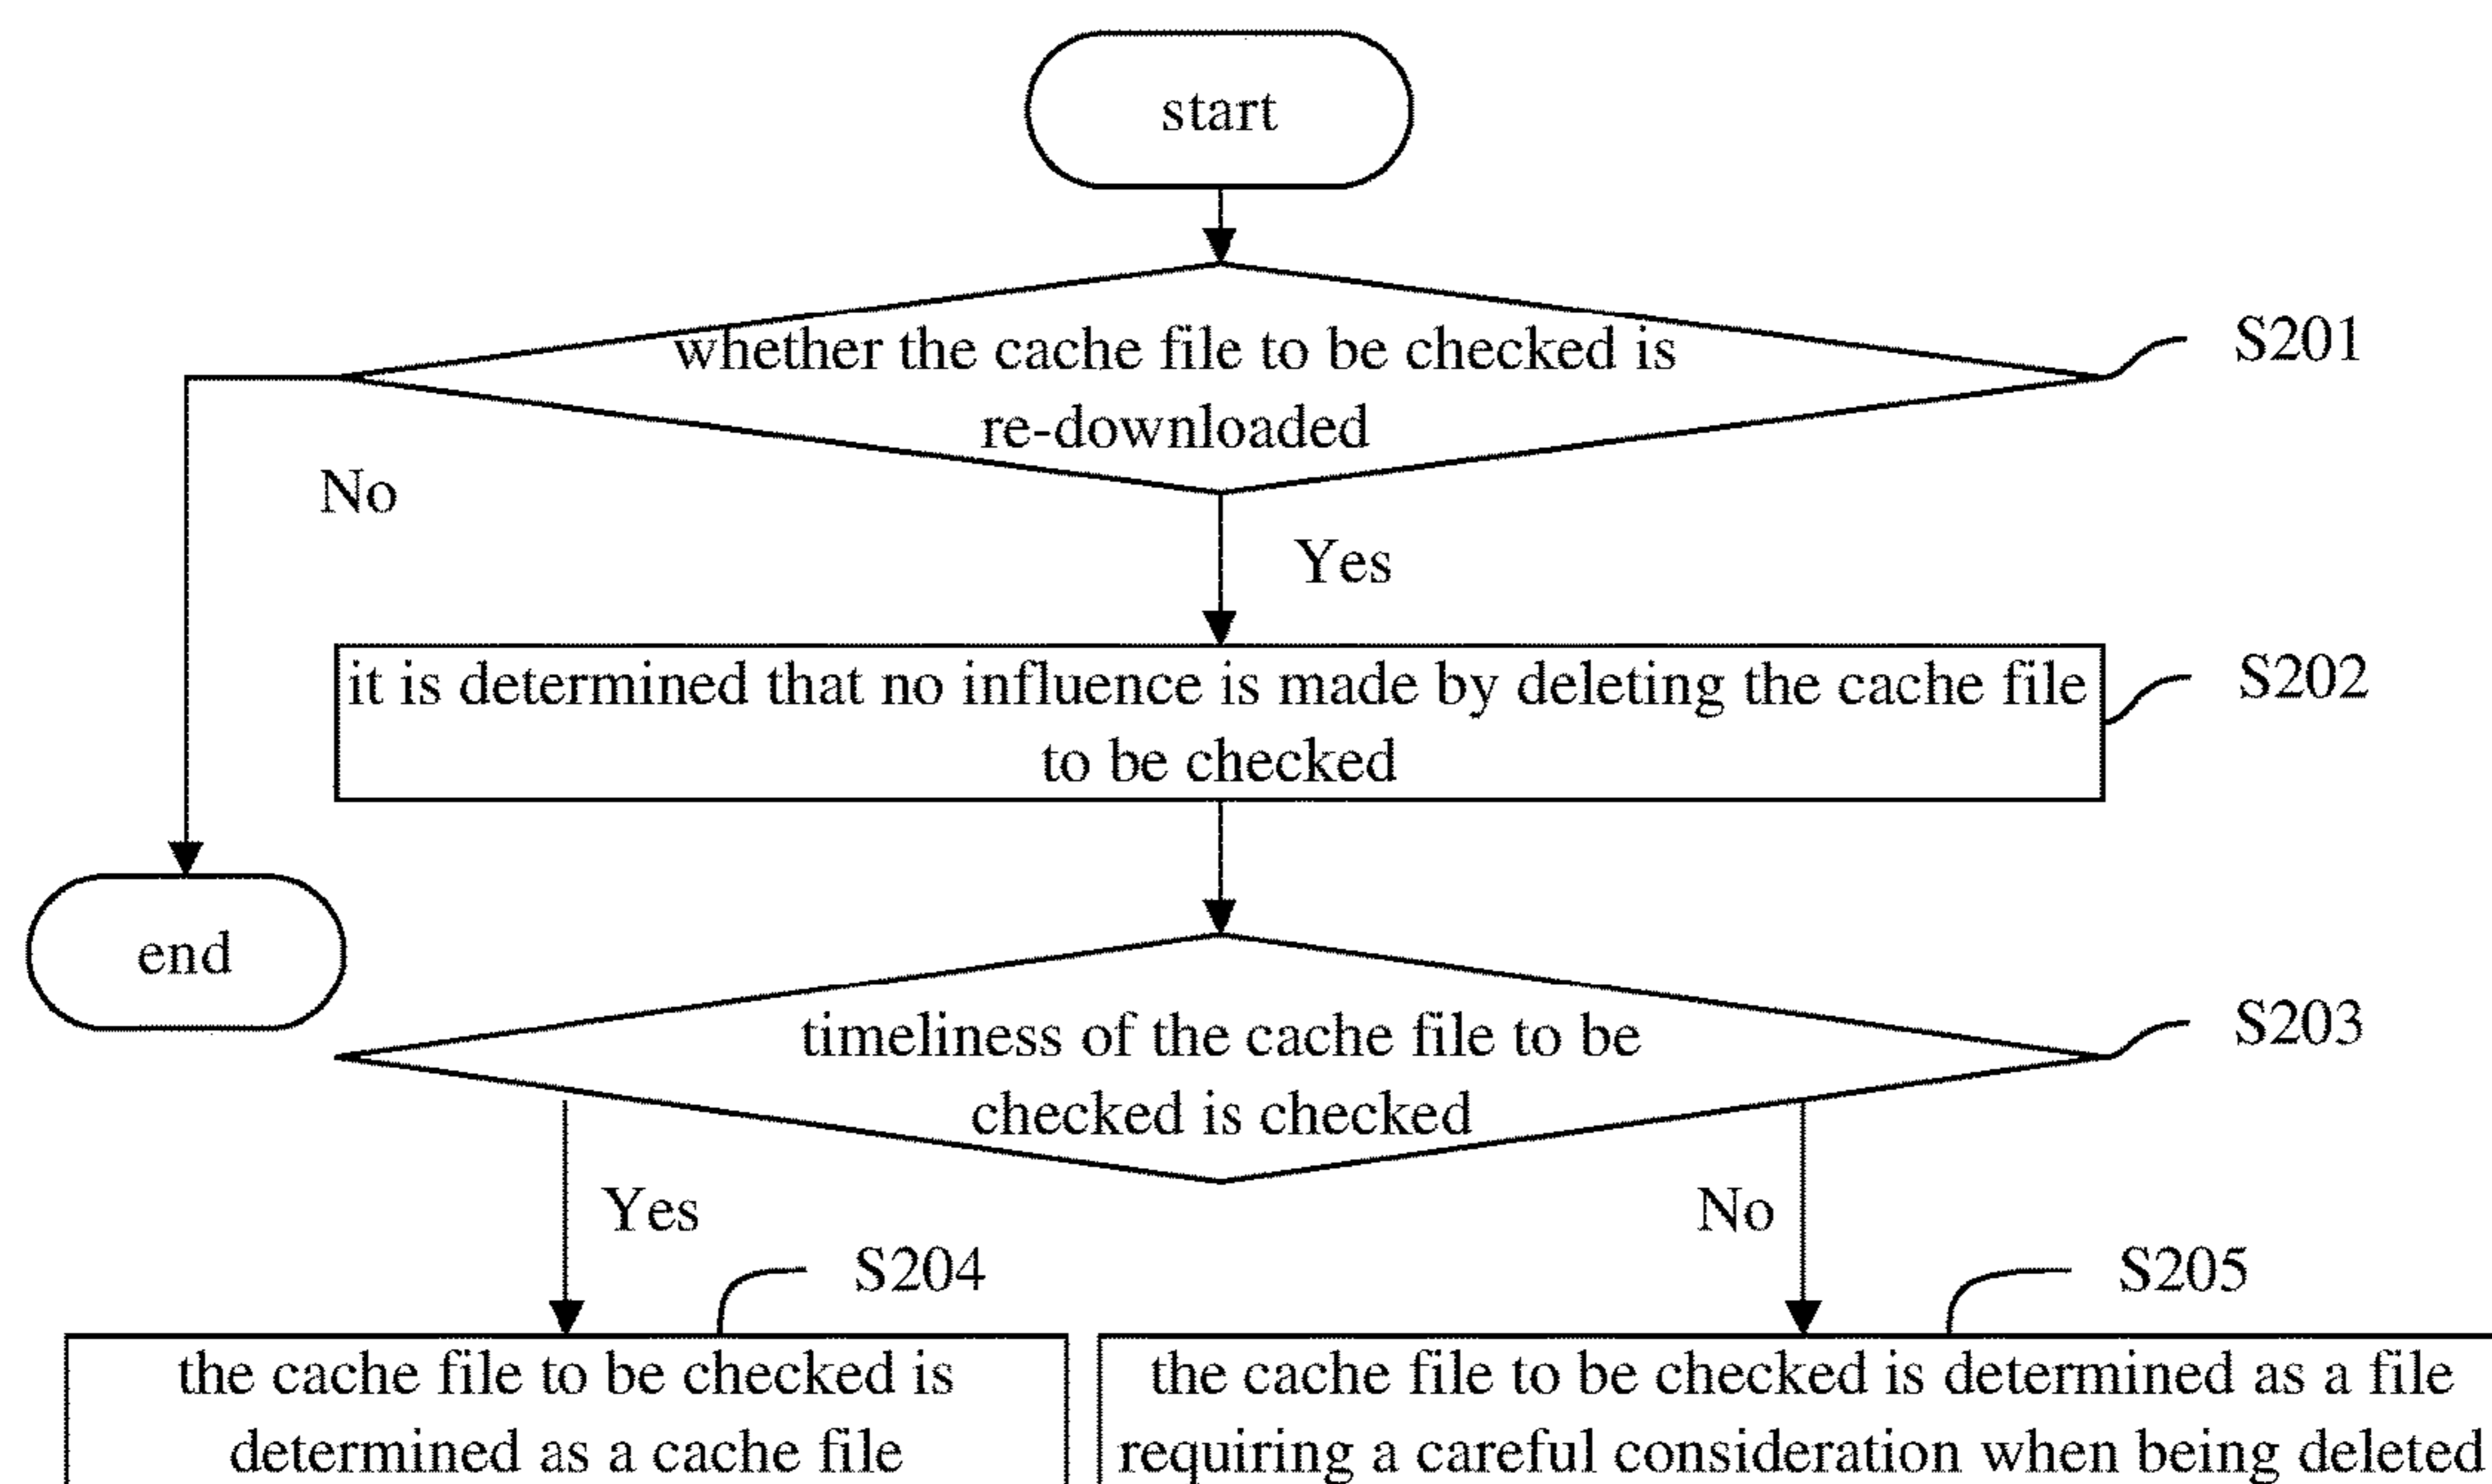 start
whether the cache file to be checked is
re-downloaded
S201
No
Yes
it is determined that no influence is made by deleting the cache file
to be checked
S202
end
timeliness of the cache file to be
checked is checked
S203
Yes
No
S204
S205
the cache file to be checked is
determined as a cache file
the cache file to be checked is determined as a file
requiring a careful consideration when being deleted